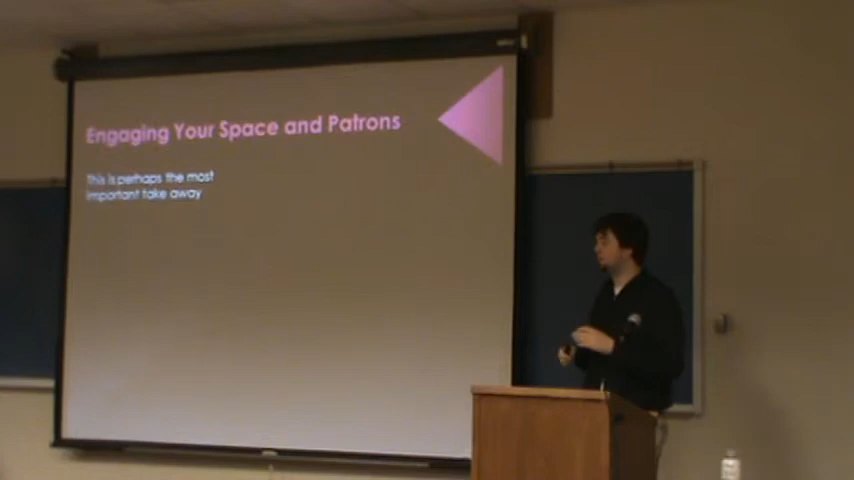 Engaging Your Space and Patrons
This is perhaps the most
important take away